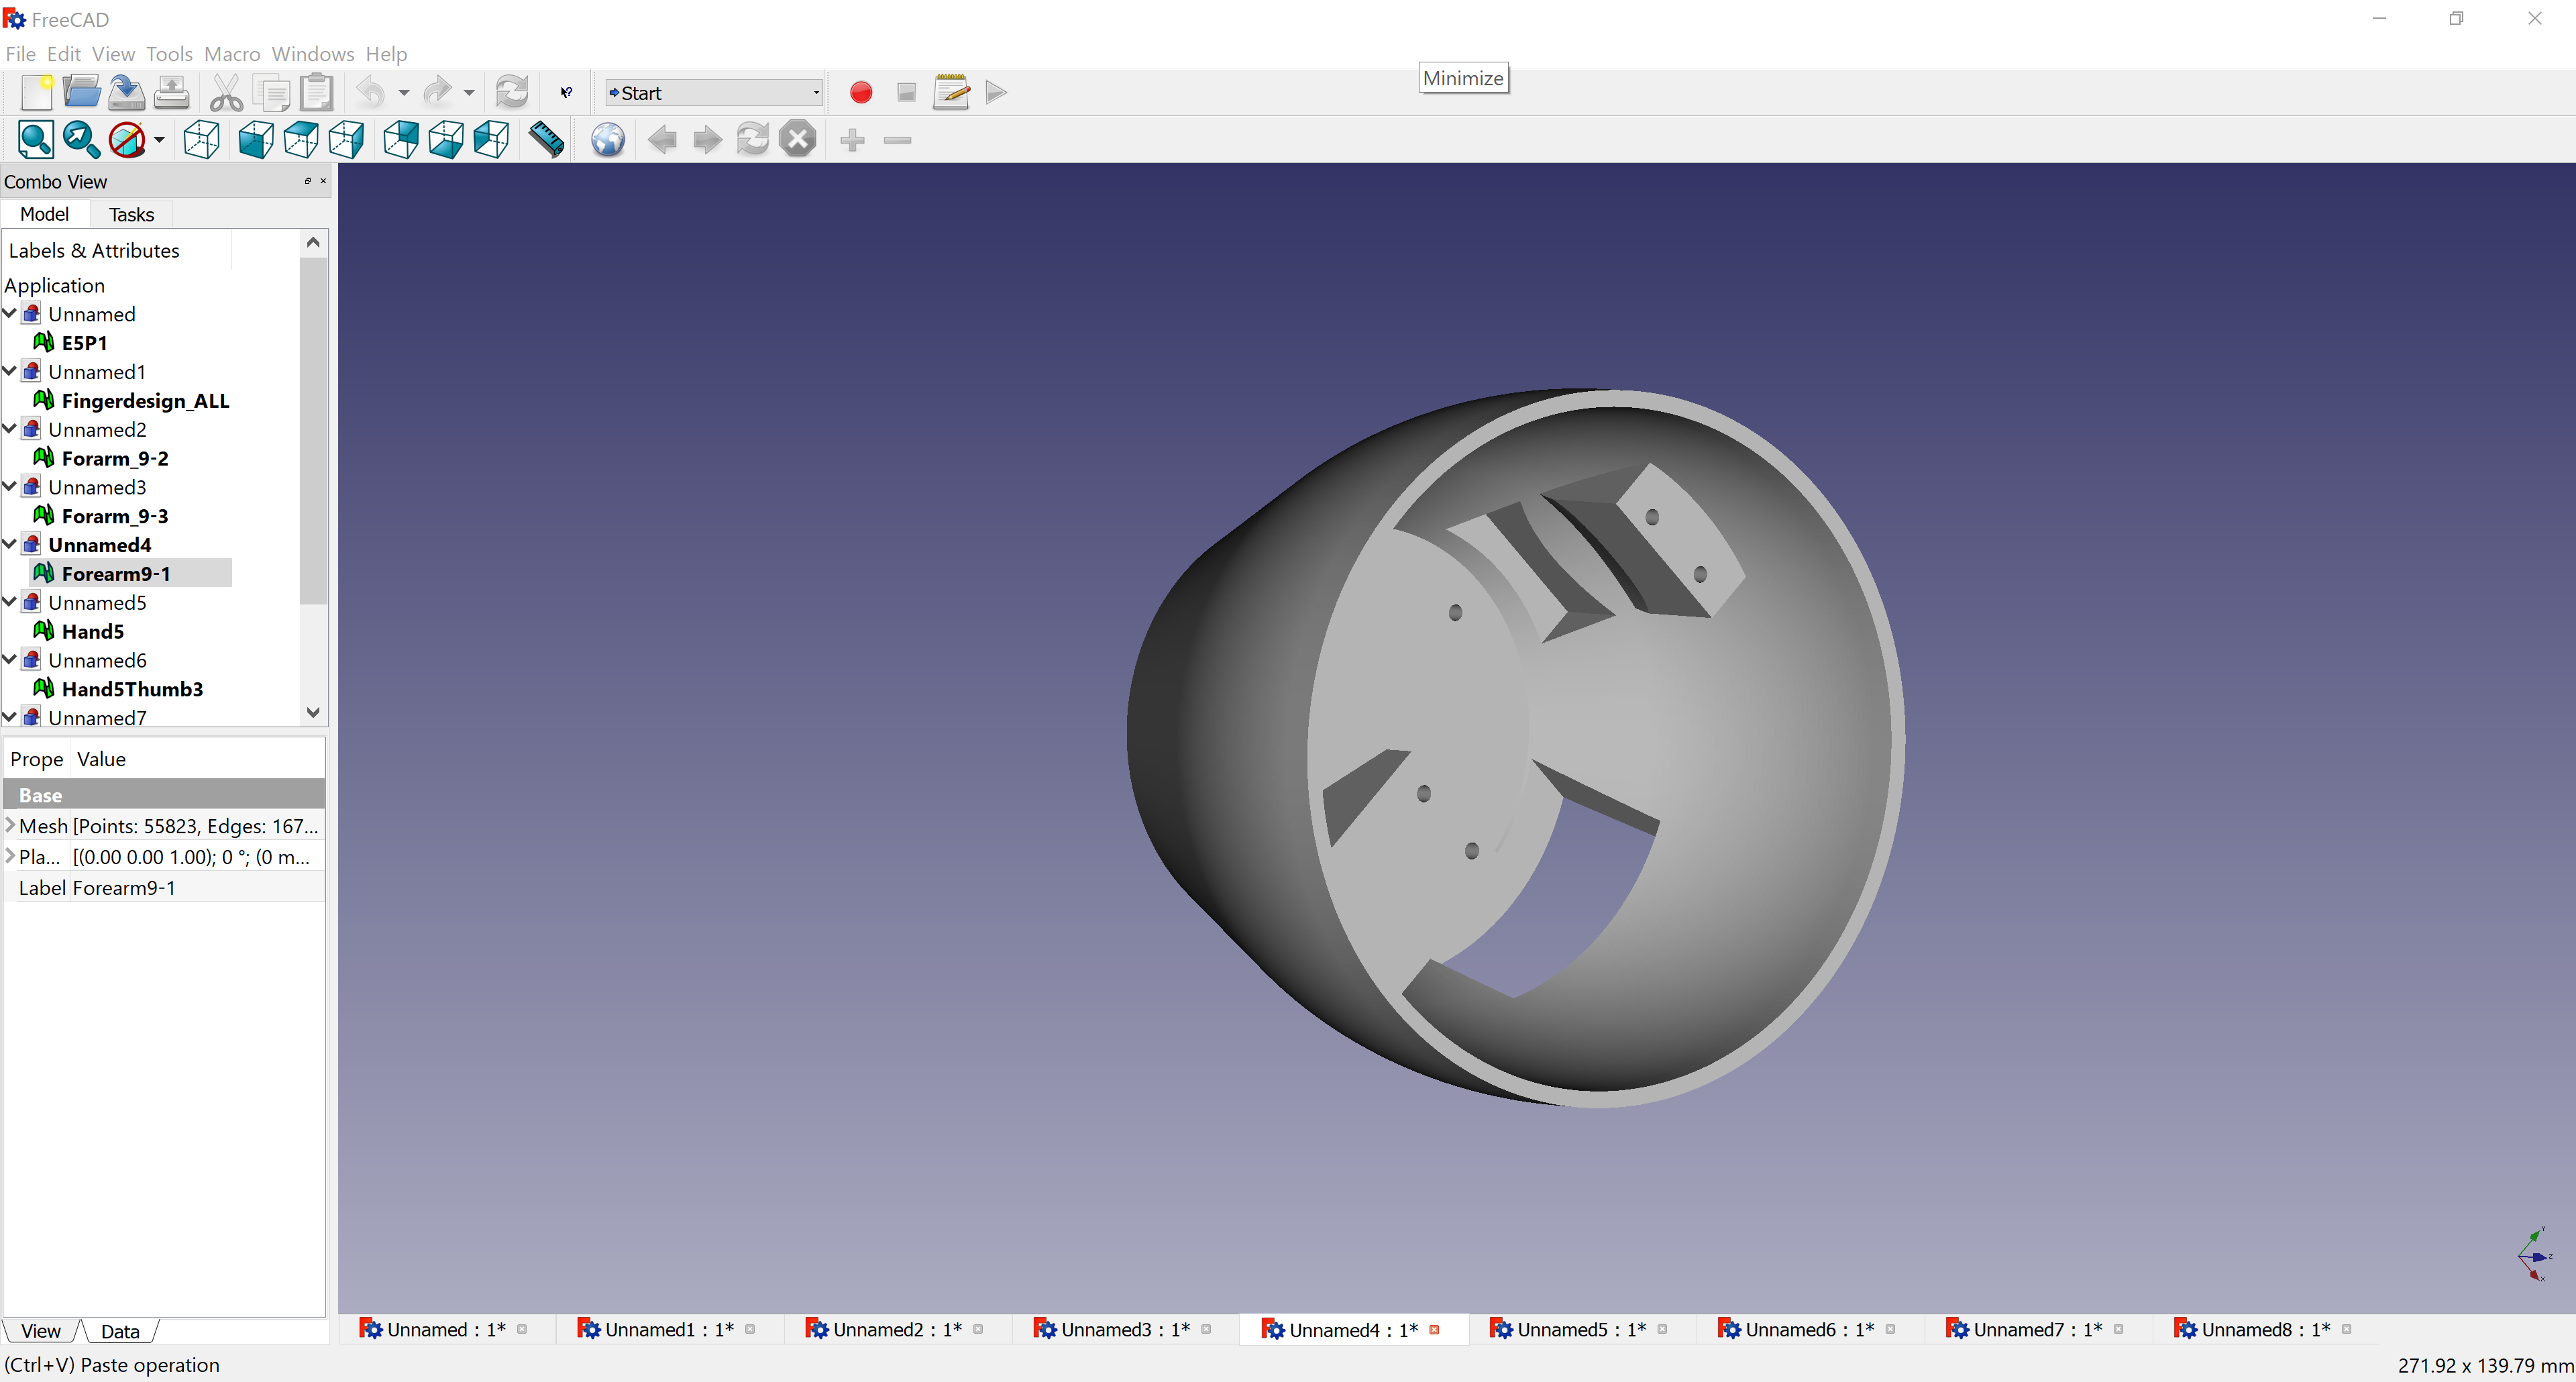 FreeCAD
File Edit View Tools Macro Windows Help
Minimize
Start
Combo View
Model Tasks
Labels & Attributes
Application
Unnamed
E5P1
Unnamed1
Fingerdesign_ALL
Unnamed2
Forarm_9-2
Unnamed3
Forarm_9-3
Unnamed4
Forearm9-1
Unnamed5
Hand5
Unnamed6
Hand5Thumb3
Unnamed7
Prope Value
Base
Mesh [Points: 55823, Edges: 167...
Pla... [(0.00 0.00 1.00); 0 °; (0 m...
Label Forearm9-1
Y
Z
X
View Data
Unnamed : 1* Unnamed1 : 1* Unnamed2 : 1* Unnamed3 : 1* Unnamed4 : 1* Unnamed5 : 1* Unnamed6 : 1* Unnamed7 : 1* Unnamed8 : 1*
(Ctrl+V) Paste operation
271.92 x 139.79 mm